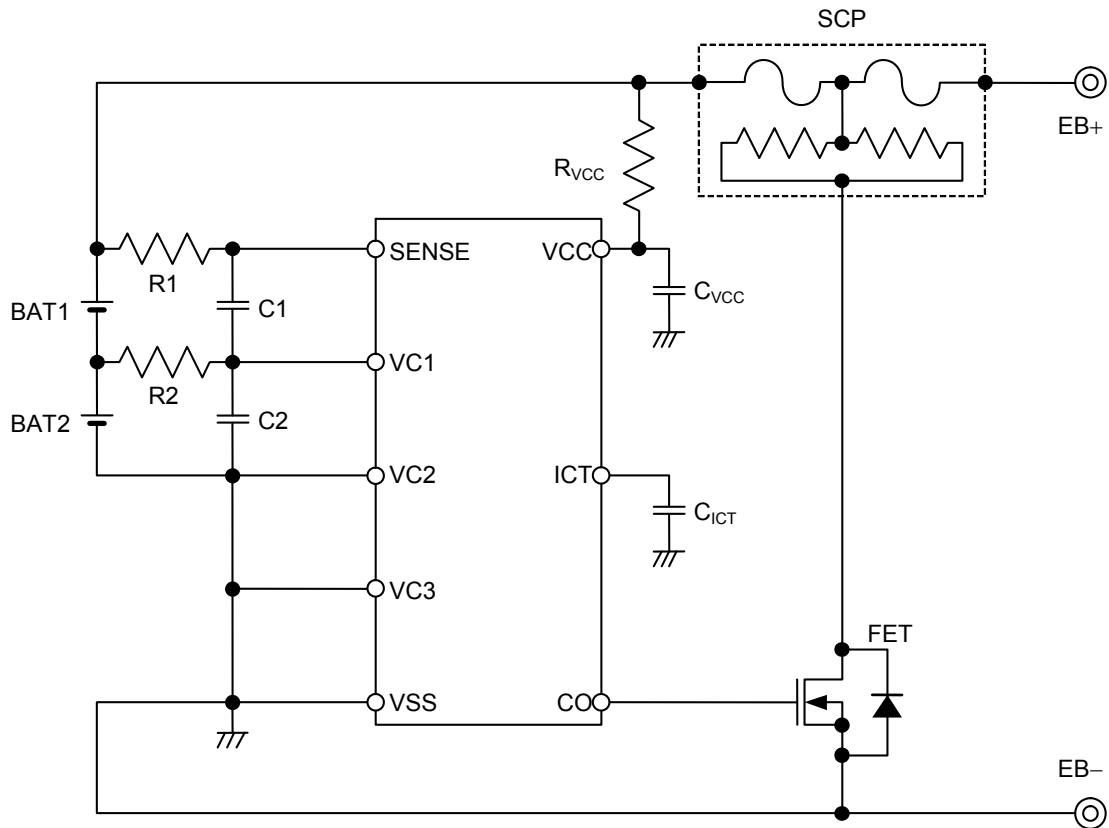 SCP
EB+
RVCC
SENSE
VCC
R1
BAT1
C1
CVCC
VC1
R2
BAT2
C2
VC2
ICT
CICT
VC3
FET
VSS
CO
EB−